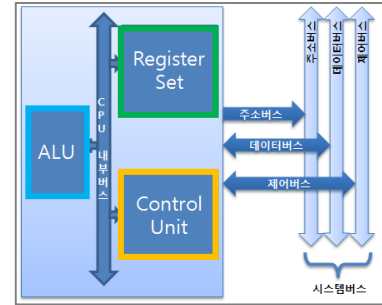 Register
Set
ALU
CPU 내부버스
Control
Unit
주소버스
데이터버스
제어버스
주소버스
데이터버스
제어버스
시스템버스